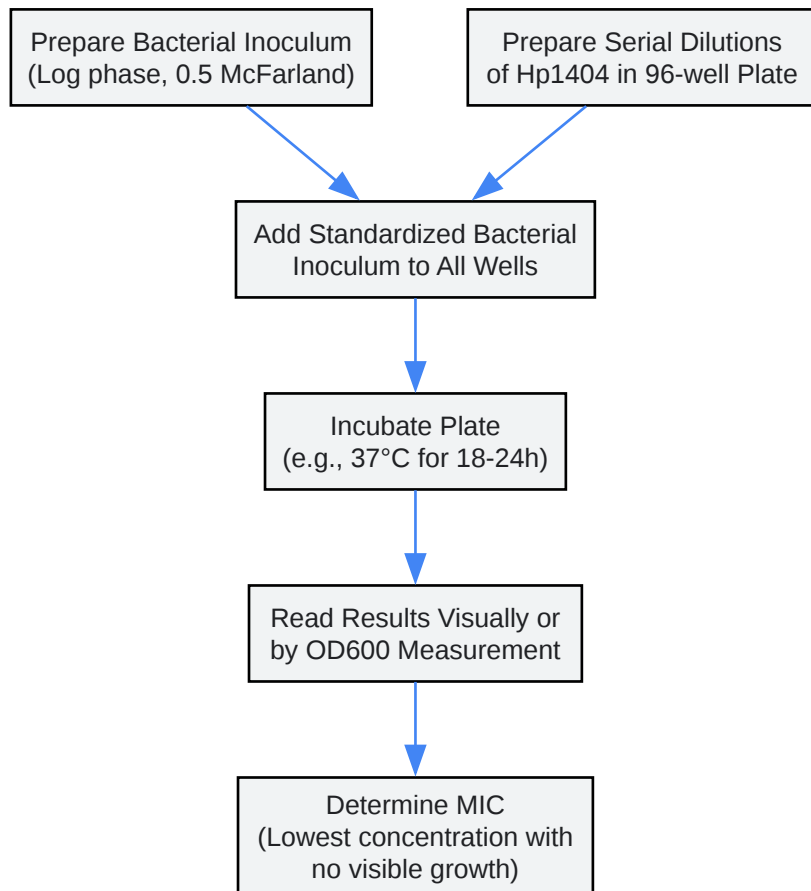 Prepare Bacterial Inoculum
(Log phase, 0.5 McFarland)
Prepare Serial Dilutions
of Hp1404 in 96-well Plate
Add Standardized Bacterial
Inoculum to All Wells
Incubate Plate
(e.g., 37°C for 18-24h)
Read Results Visually or
by OD600 Measurement
Determine MIC
(Lowest concentration with
no visible growth)